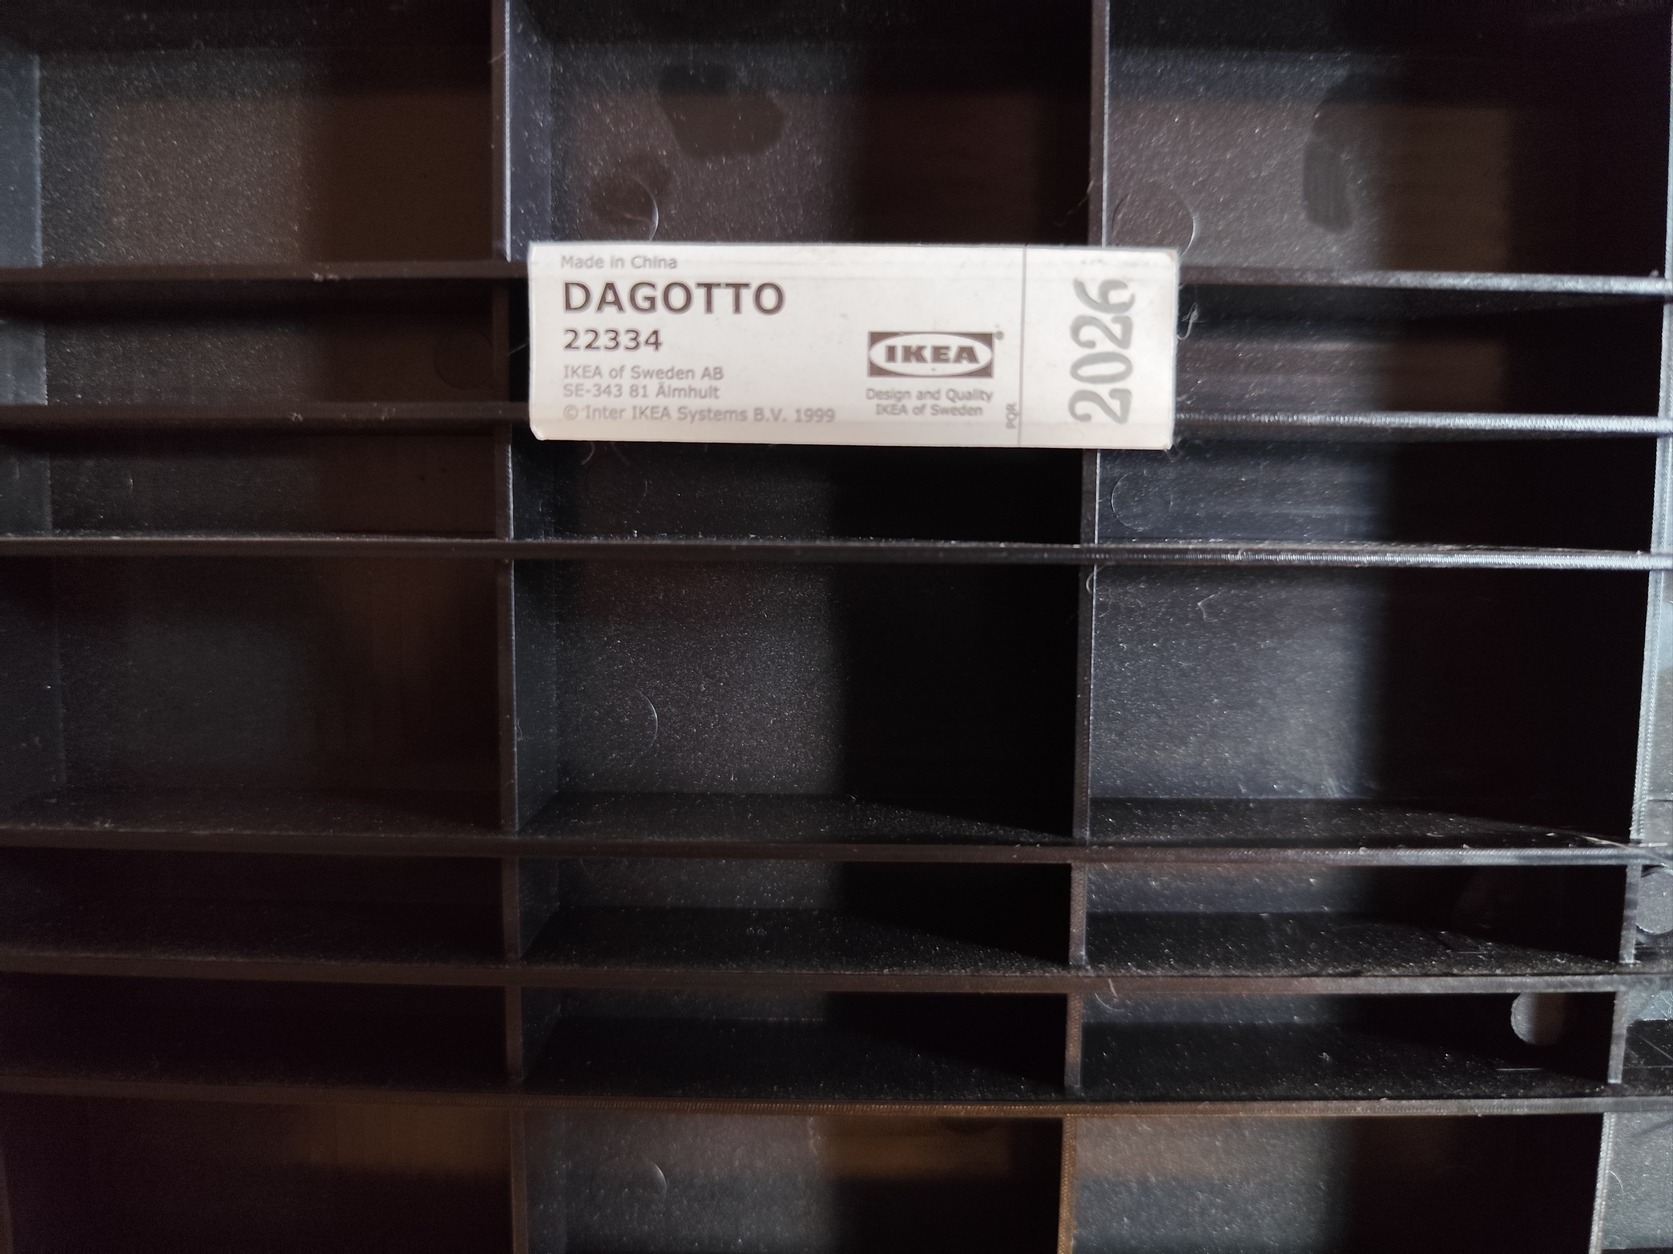 Made in China
DAGOTTO
22334
IKEA of Sweden AB
SE-343 81 Älmhult
© Inter IKEA Systems B.V. 1999
IKEA®
Design and Quality
IKEA of Sweden
PQR
2026